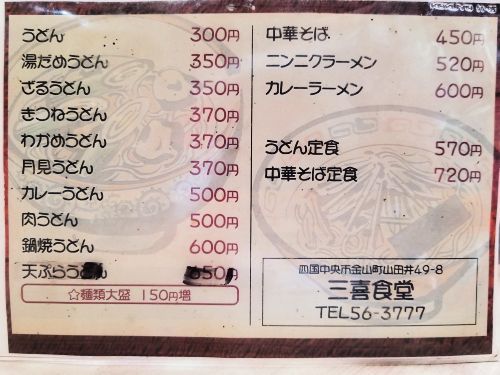 うどん 300円
湯だめうどん 350円
ざるうどん 350円
きつねうどん 370円
わかめうどん 370円
月見うどん 370円
カレーうどん 500円
肉うどん 500円
鍋焼うどん 600円
天ぷらうどん 650円
☆麺類大盛 150円増
中華そば 450円
ニンニクラーメン 520円
カレーラーメン 600円
うどん定食 570円
中華そば定食 720円
四国中央市金山町山田井49-8
三喜食堂
TEL56-3777